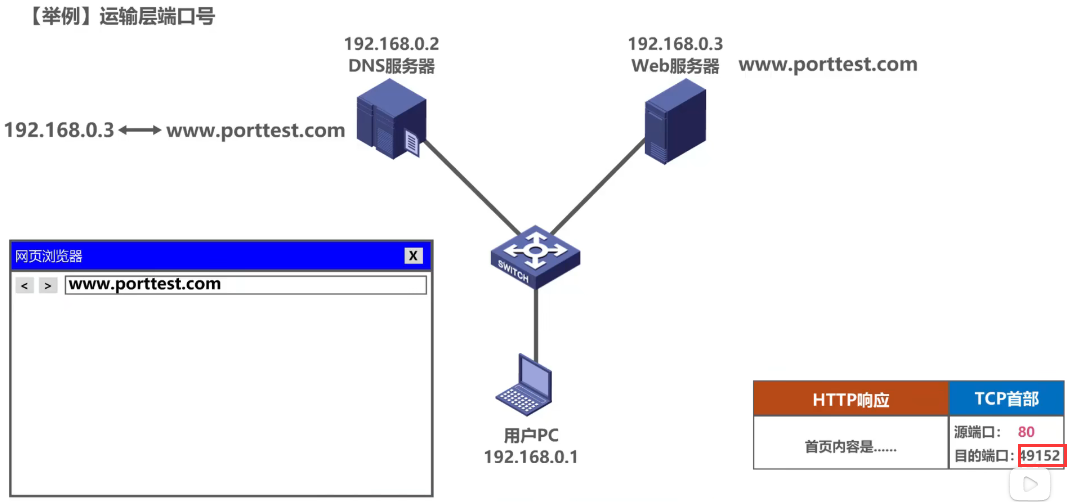 【举例】运输层端口号
192.168.0.2
DNS服务器
192.168.0.3
Web服务器
www.porttest.com
192.168.0.3
www.porttest.com
网页浏览器
X
<
>
www.porttest.com
SWITCH
用户PC
192.168.0.1
HTTP响应
TCP首部
首页内容是......
源端口： 80
目的端口：49152